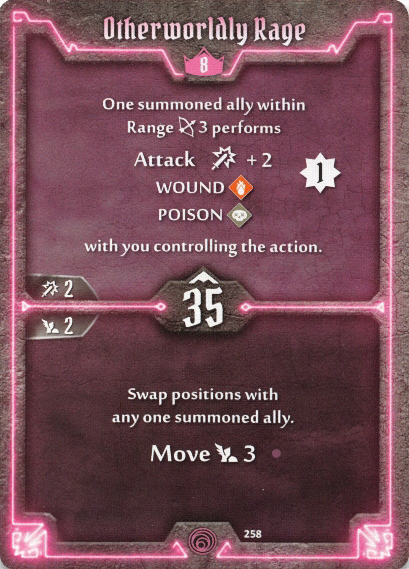 Otherworldly Rage
8
One summoned ally within
Range 3 performs
Attack + 2
1
WOUND
POISON
with you controlling the action.
2
35
2
Swap positions with
any one summoned ally.
Move 3
258